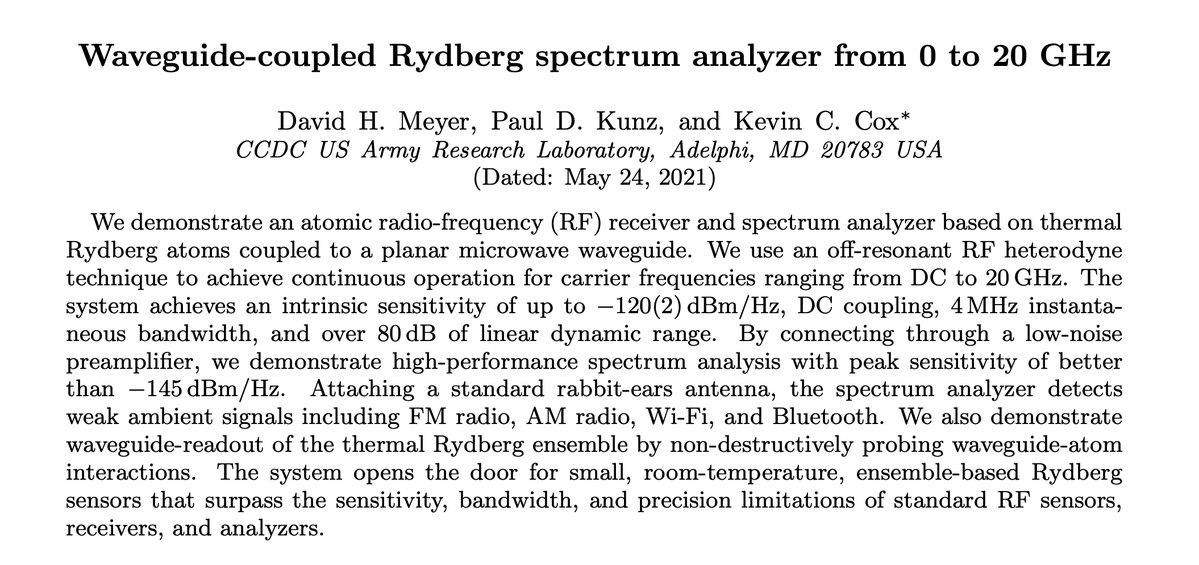 Waveguide-coupled Rydberg spectrum analyzer from 0 to 20 GHz
David H. Meyer, Paul D. Kunz, and Kevin C. Cox*
CCDC US Army Research Laboratory, Adelphi, MD 20783 USA
(Dated: May 24, 2021)
We demonstrate an atomic radio-frequency (RF) receiver and spectrum analyzer based on thermal
Rydberg atoms coupled to a planar microwave waveguide. We use an off-resonant RF heterodyne
technique to achieve continuous operation for carrier frequencies ranging from DC to 20 GHz. The
system achieves an intrinsic sensitivity of up to −120(2) dBm/Hz, DC coupling, 4 MHz instanta-
neous bandwidth, and over 80 dB of linear dynamic range. By connecting through a low-noise
preamplifier, we demonstrate high-performance spectrum analysis with peak sensitivity of better
than −145 dBm/Hz. Attaching a standard rabbit-ears antenna, the spectrum analyzer detects
weak ambient signals including FM radio, AM radio, Wi-Fi, and Bluetooth. We also demonstrate
waveguide-readout of the thermal Rydberg ensemble by non-destructively probing waveguide-atom
interactions. The system opens the door for small, room-temperature, ensemble-based Rydberg
sensors that surpass the sensitivity, bandwidth, and precision limitations of standard RF sensors,
receivers, and analyzers.